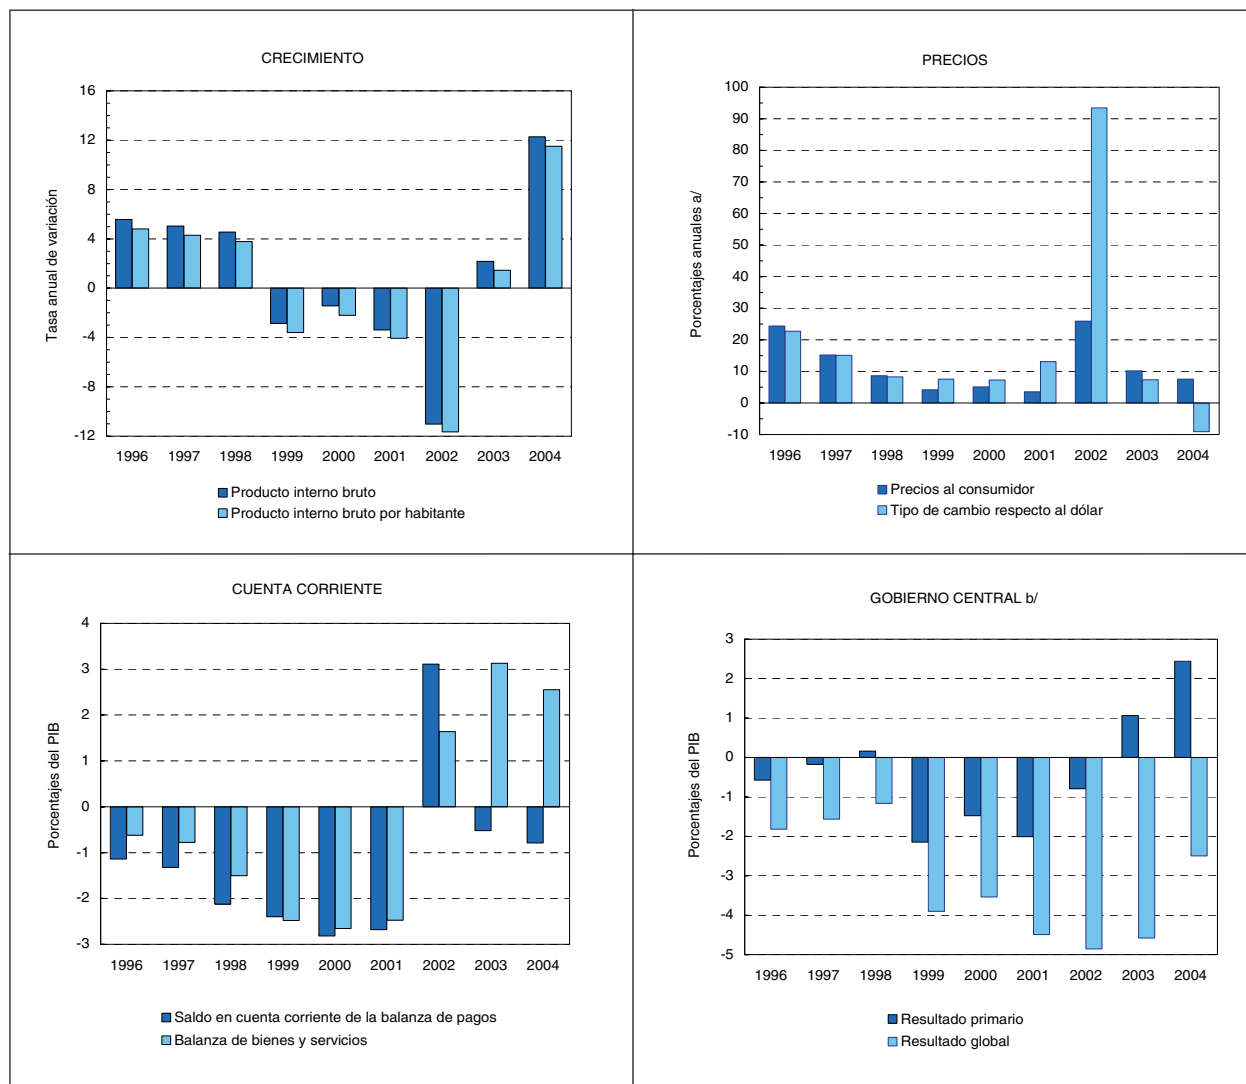 CRECIMIENTO
Tasa anual de variación
16
12
8
4
0
-4
-8
-12
1996 1997 1998 1999 2000 2001 2002 2003 2004
Producto interno bruto
Producto interno bruto por habitante
PRECIOS
Porcentajes anuales a/
100
90
80
70
60
50
40
30
20
10
0
-10
1996 1997 1998 1999 2000 2001 2002 2003 2004
Precios al consumidor
Tipo de cambio respecto al dólar
CUENTA CORRIENTE
Porcentajes del PIB
4
3
2
1
0
-1
-2
-3
1996 1997 1998 1999 2000 2001 2002 2003 2004
Saldo en cuenta corriente de la balanza de pagos
Balanza de bienes y servicios
GOBIERNO CENTRAL b/
Porcentajes del PIB
3
2
1
0
-1
-2
-3
-4
-5
1996 1997 1998 1999 2000 2001 2002 2003 2004
Resultado primario
Resultado global